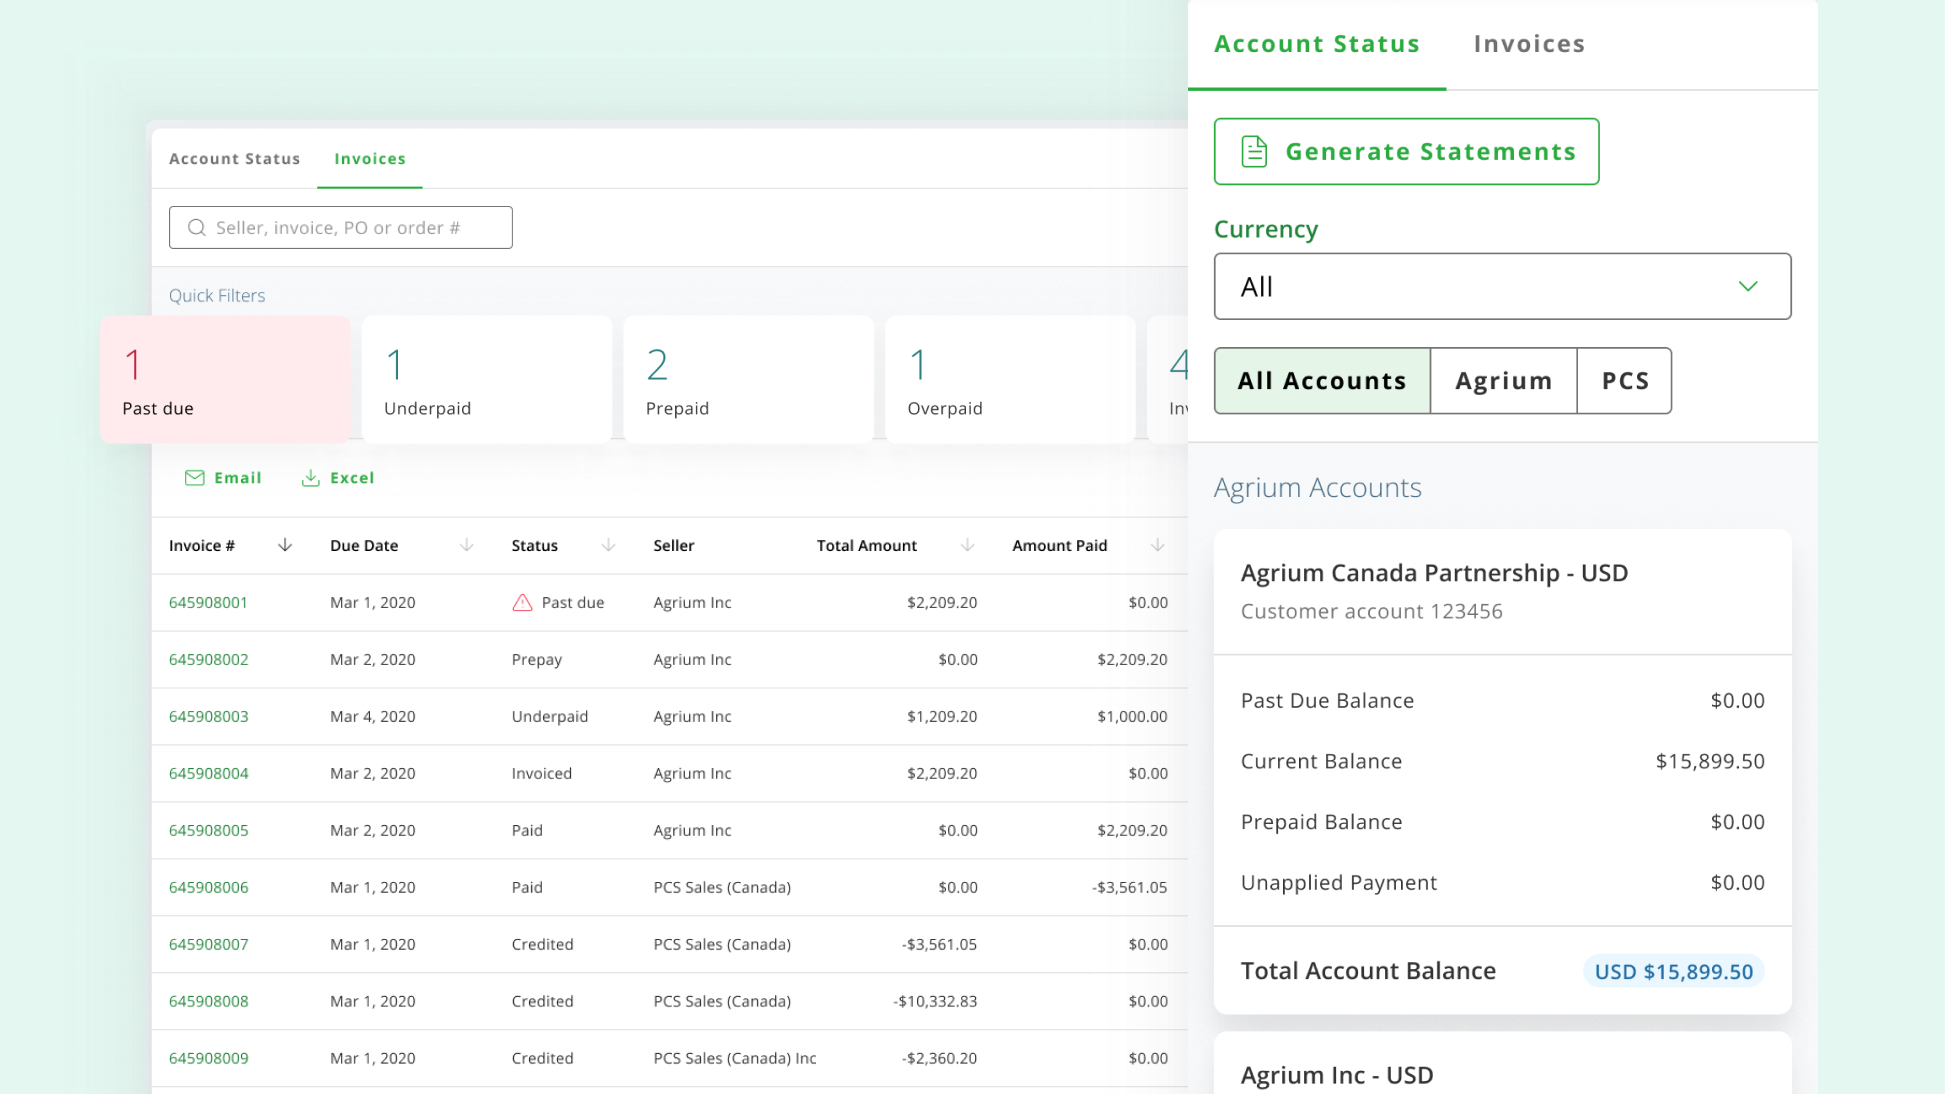 Account Status Invoices
Seller, invoice, PO or order #
Quick Filters
1
Past due
1
Underpaid
2
Prepaid
1
Overpaid
4
Email Excel
Invoice # Due Date Status Seller Total Amount Amount Paid
645908001 Mar 1, 2020 Past due Agrium Inc $2,209.20 $0.00
645908002 Mar 2, 2020 Prepay Agrium Inc $0.00 $2,209.20
645908003 Mar 4, 2020 Underpaid Agrium Inc $1,209.20 $1,000.00
645908004 Mar 2, 2020 Invoiced Agrium Inc $2,209.20 $0.00
645908005 Mar 2, 2020 Paid Agrium Inc $0.00 $2,209.20
645908006 Mar 1, 2020 Paid PCS Sales (Canada) $0.00 -$3,561.05
645908007 Mar 1, 2020 Credited PCS Sales (Canada) -$3,561.05 $0.00
645908008 Mar 1, 2020 Credited PCS Sales (Canada) -$10,332.83 $0.00
645908009 Mar 1, 2020 Credited PCS Sales (Canada) Inc -$2,360.20 $0.00
Account Status Invoices
Generate Statements
Currency
All
All Accounts Agrium PCS
Agrium Accounts
Agrium Canada Partnership - USD
Customer account 123456
Past Due Balance $0.00
Current Balance $15,899.50
Prepaid Balance $0.00
Unapplied Payment $0.00
Total Account Balance USD $15,899.50
Agrium Inc - USD